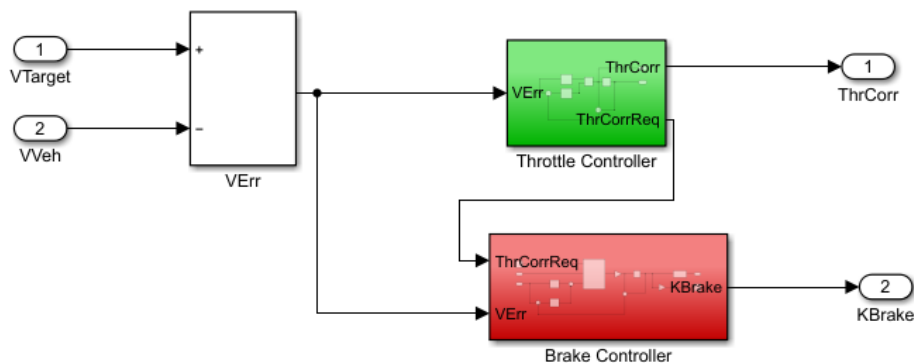 1
VTarget
2
VVeh
+
−
VErr
VErr
ThrCorr
ThrCorrReq
Throttle Controller
1
ThrCorr
ThrCorrReq
VErr
KBrake
Brake Controller
2
KBrake